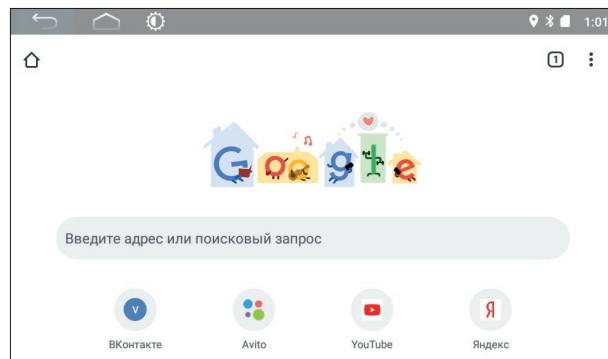 1:01
1
Google
Введите адрес или поисковый запрос
V
Я
ВКонтакте
Avito
YouTube
Яндекс